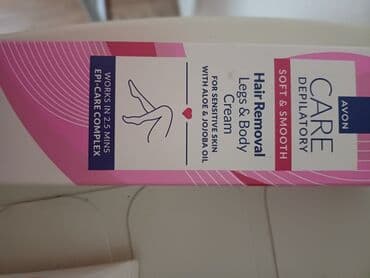 AVON
CARE
DEPILATORY
SOFT & SMOOTH
Hair Removal
Legs & Body
Cream
FOR SENSITIVE SKIN
WITH ALOE & JOJOBA OIL
WORKS IN 2.5 MINS
EPI-CARE COMPLEX